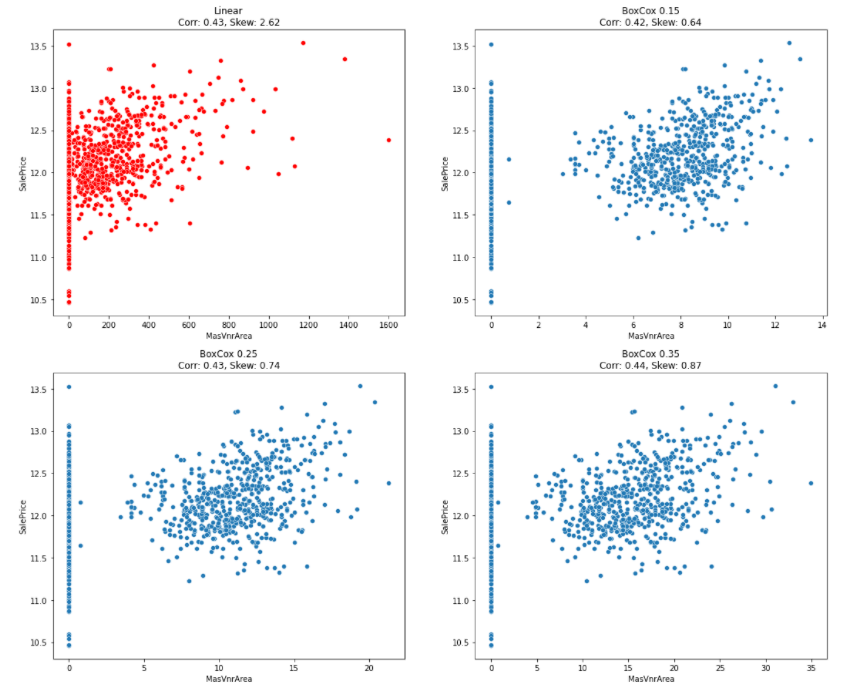 Linear
Corr: 0.43, Skew: 2.62
13.5
13.0
12.5
12.0
11.5
11.0
10.5
SalePrice
0 200 400 600 800 1000 1200 1400 1600
MasVnrArea
BoxCox 0.15
Corr: 0.42, Skew: 0.64
13.5
13.0
12.5
12.0
11.5
11.0
10.5
SalePrice
0 2 4 6 8 10 12 14
MasVnrArea
BoxCox 0.25
Corr: 0.43, Skew: 0.74
13.5
13.0
12.5
12.0
11.5
11.0
10.5
SalePrice
0 5 10 15 20
MasVnrArea
BoxCox 0.35
Corr: 0.44, Skew: 0.87
13.5
13.0
12.5
12.0
11.5
11.0
10.5
SalePrice
0 5 10 15 20 25 30 35
MasVnrArea